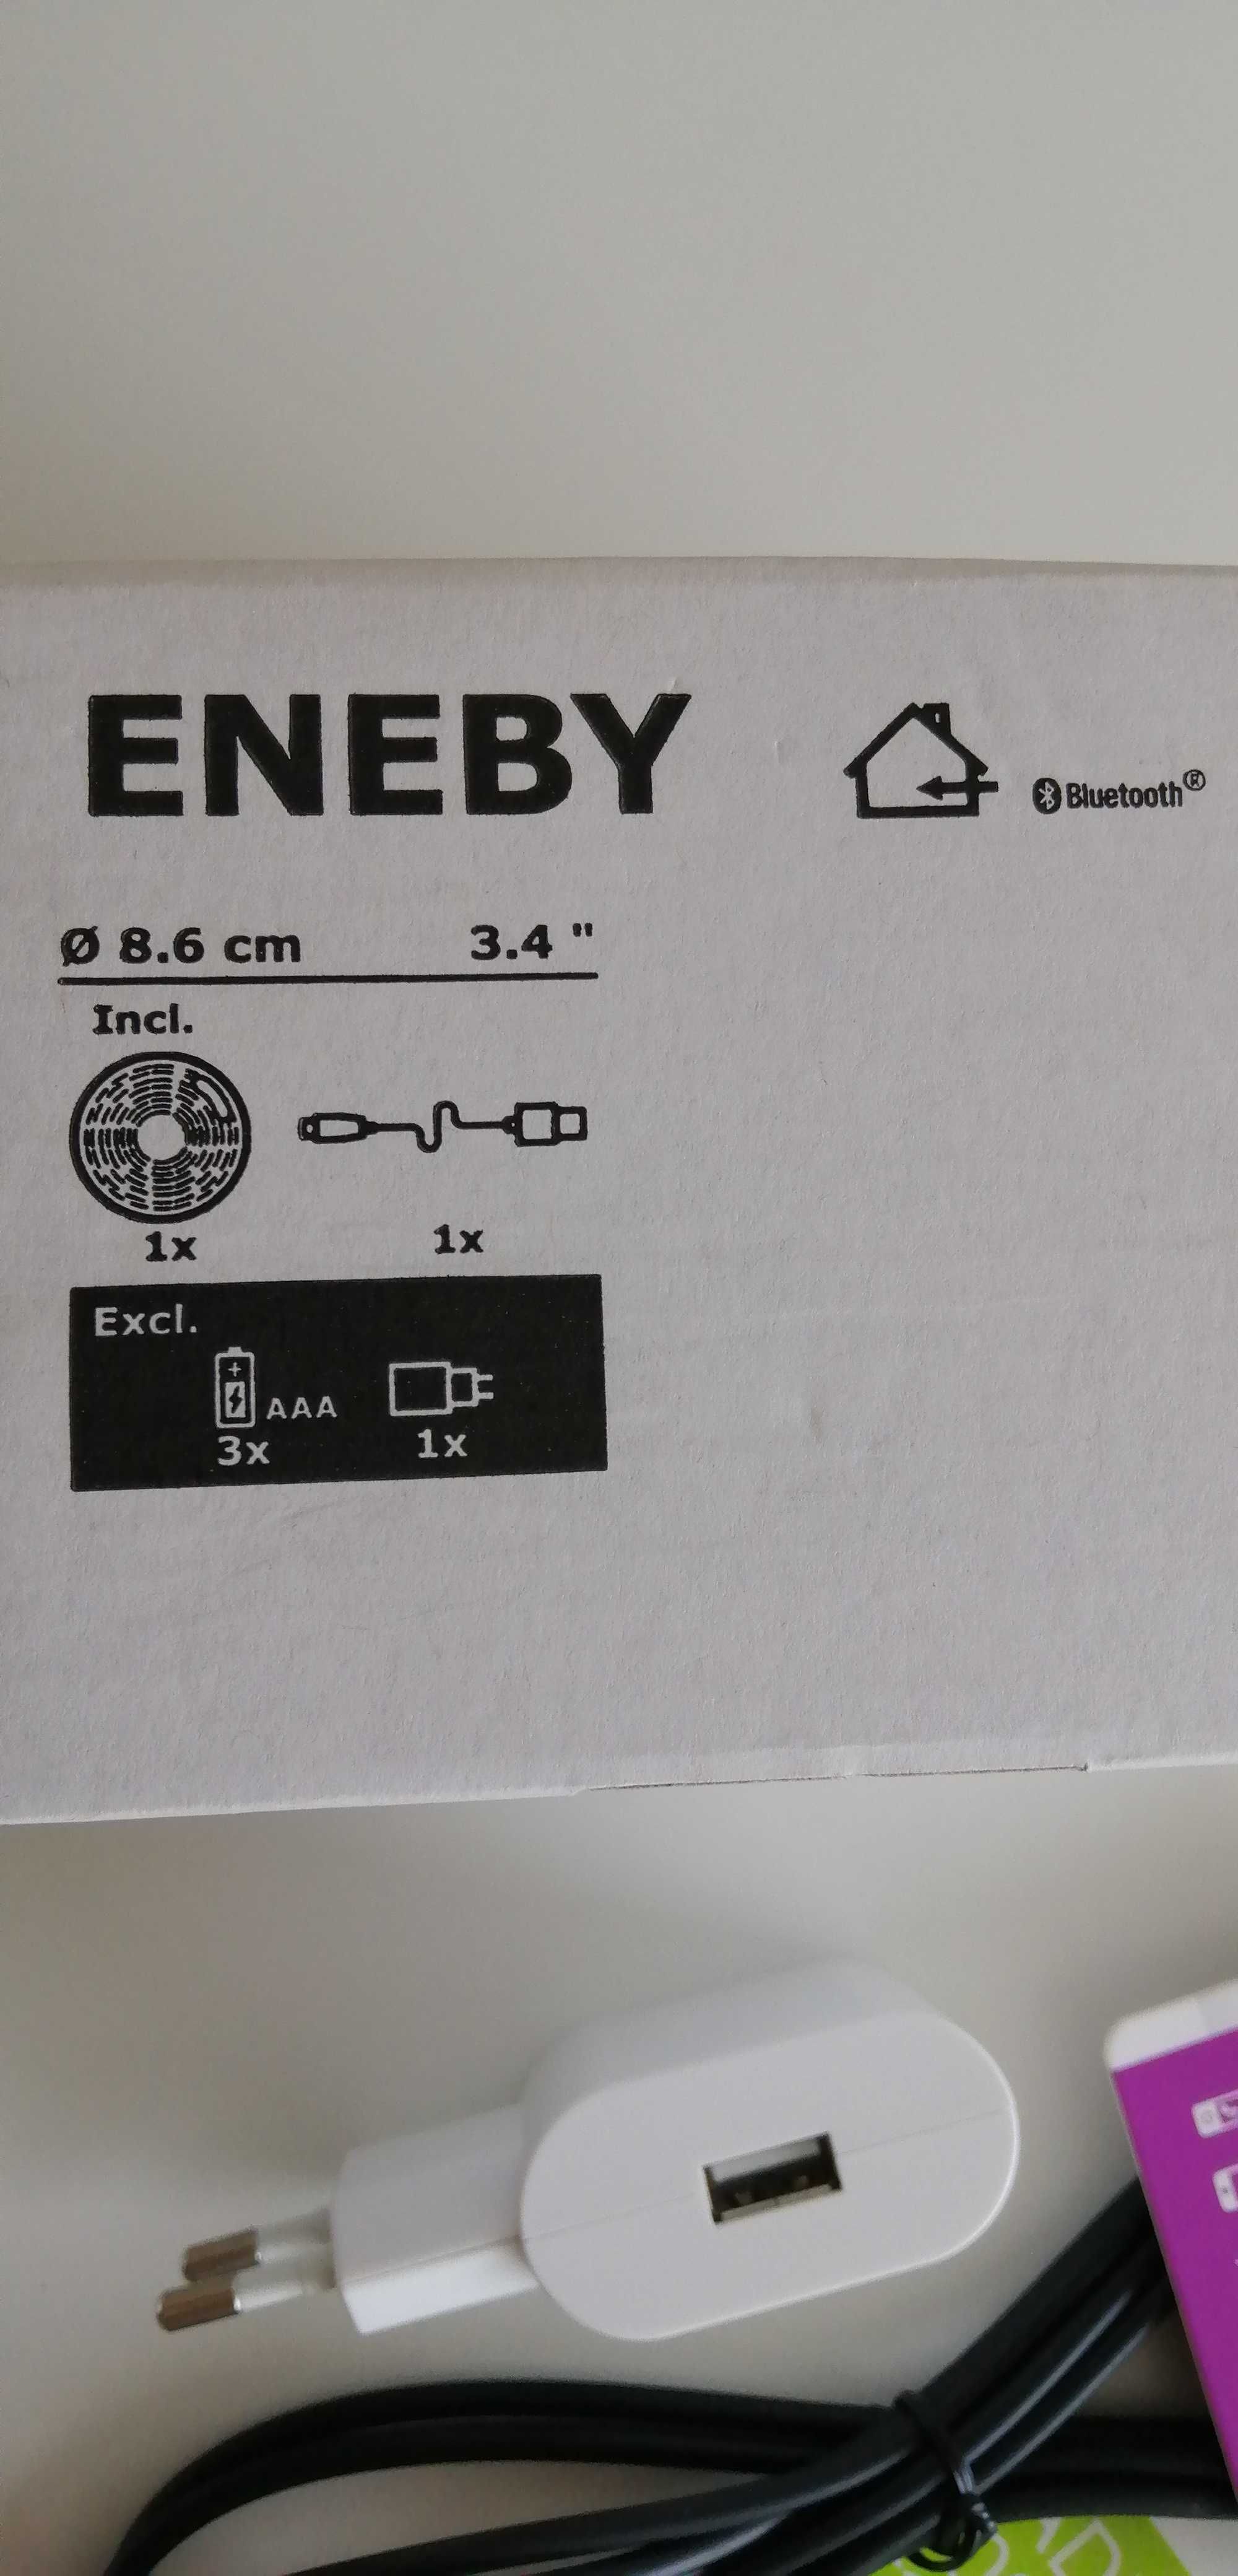 ENEBY
Bluetooth®
Ø 8.6 cm 3.4 "
Incl.
1x 1x
Excl.
+
AAA
3x 1x